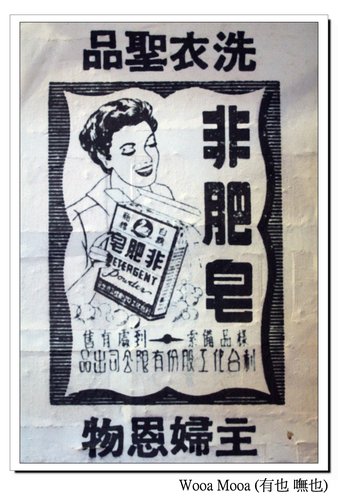 洗衣聖品
非肥皂
非肥皂
DETERGENT
Powder
樣品備索 到處有售
利台化工股份有限公司出品
主婦恩物
Wooa Mooa (有也 嘸也)